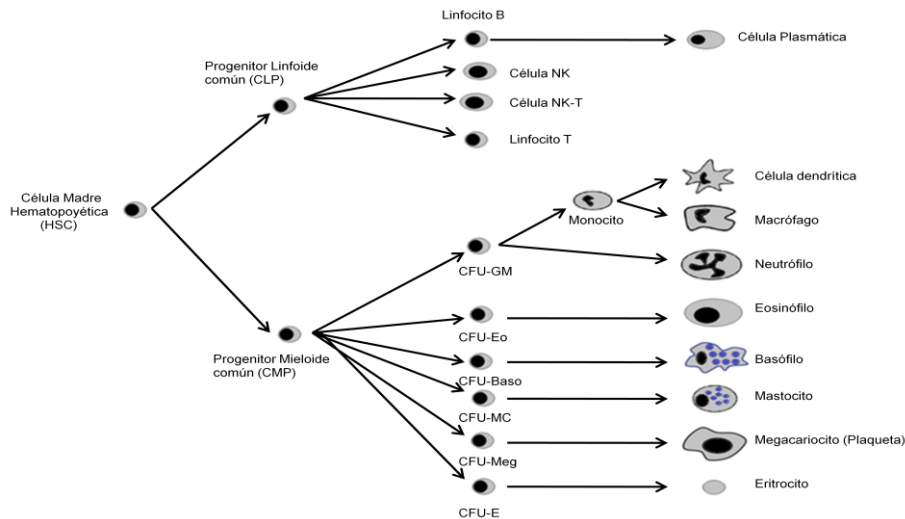 Linfocito B
Célula Plasmática
Progenitor Linfoide
común (CLP)
Célula NK
Célula NK-T
Linfocito T
Célula Madre
Hematopoyética
(HSC)
Célula dendrítica
Monocito
Macrófago
CFU-GM
Neutrófilo
Eosinófilo
CFU-Eo
Progenitor Mieloide
común (CMP)
Basófilo
CFU-Baso
Mastocito
CFU-MC
Megacariocito (Plaqueta)
CFU-Meg
Eritrocito
CFU-E